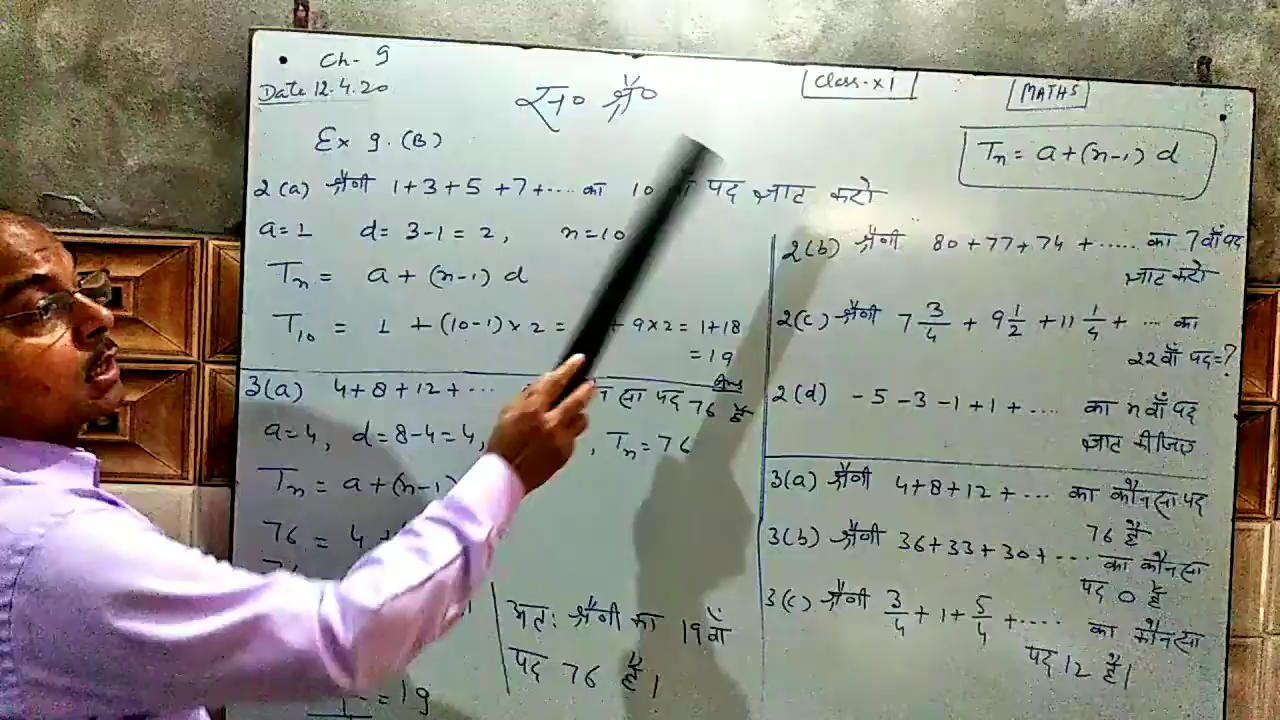 Ch- 9
Date 12.4.20
स० श्रे०
Class-XI
MATHS
Ex 9.(B)
Tn = a+(n-1) d
2(a) श्रेणी 1+3+5+7+.... का 10 पद ज्ञात करो
a=1 d= 3-1=2, n=10
Tn = a + (n-1) d
T10 = 1 + (10-1)×2 = + 9×2 = 1+18
=19
Ans
3(a) 4+8+12+... सा पद 76 है
a=4, d=8-4=4, , Tn=76
Tn = a+(n-1)
76 = 4
= 19
अतः श्रेणी का 19वाँ
पद 76 है।
2(b) श्रेणी 80+77+74 +...... का 7वाँ पद
ज्ञात करो
2(c) श्रेणी 7 3/4 + 9 1/2 + 11 1/4 + ... का
22वाँ पद=?
2(d) -5-3-1+1+.... का nवाँ पद
ज्ञात कीजिए
3(a) श्रेणी 4+8+12+... का कौनसा पद
76 है
3(b) श्रेणी 36+33+30+... का कौनसा
पद 0 है
3(c) श्रेणी 3/4+1+5/4+.... का कौनसा
पद 12 है।